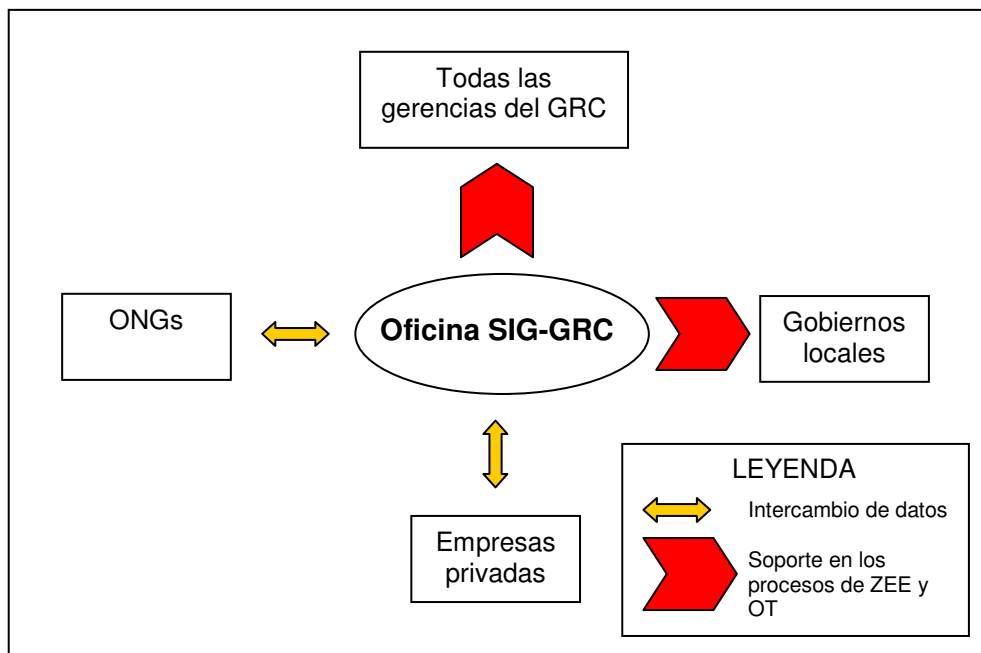 Todas las
gerencias del GRC
ONGs
Oficina SIG-GRC
Gobiernos
locales
Empresas
privadas
LEYENDA
Intercambio de datos
Soporte en los
procesos de ZEE y
OT